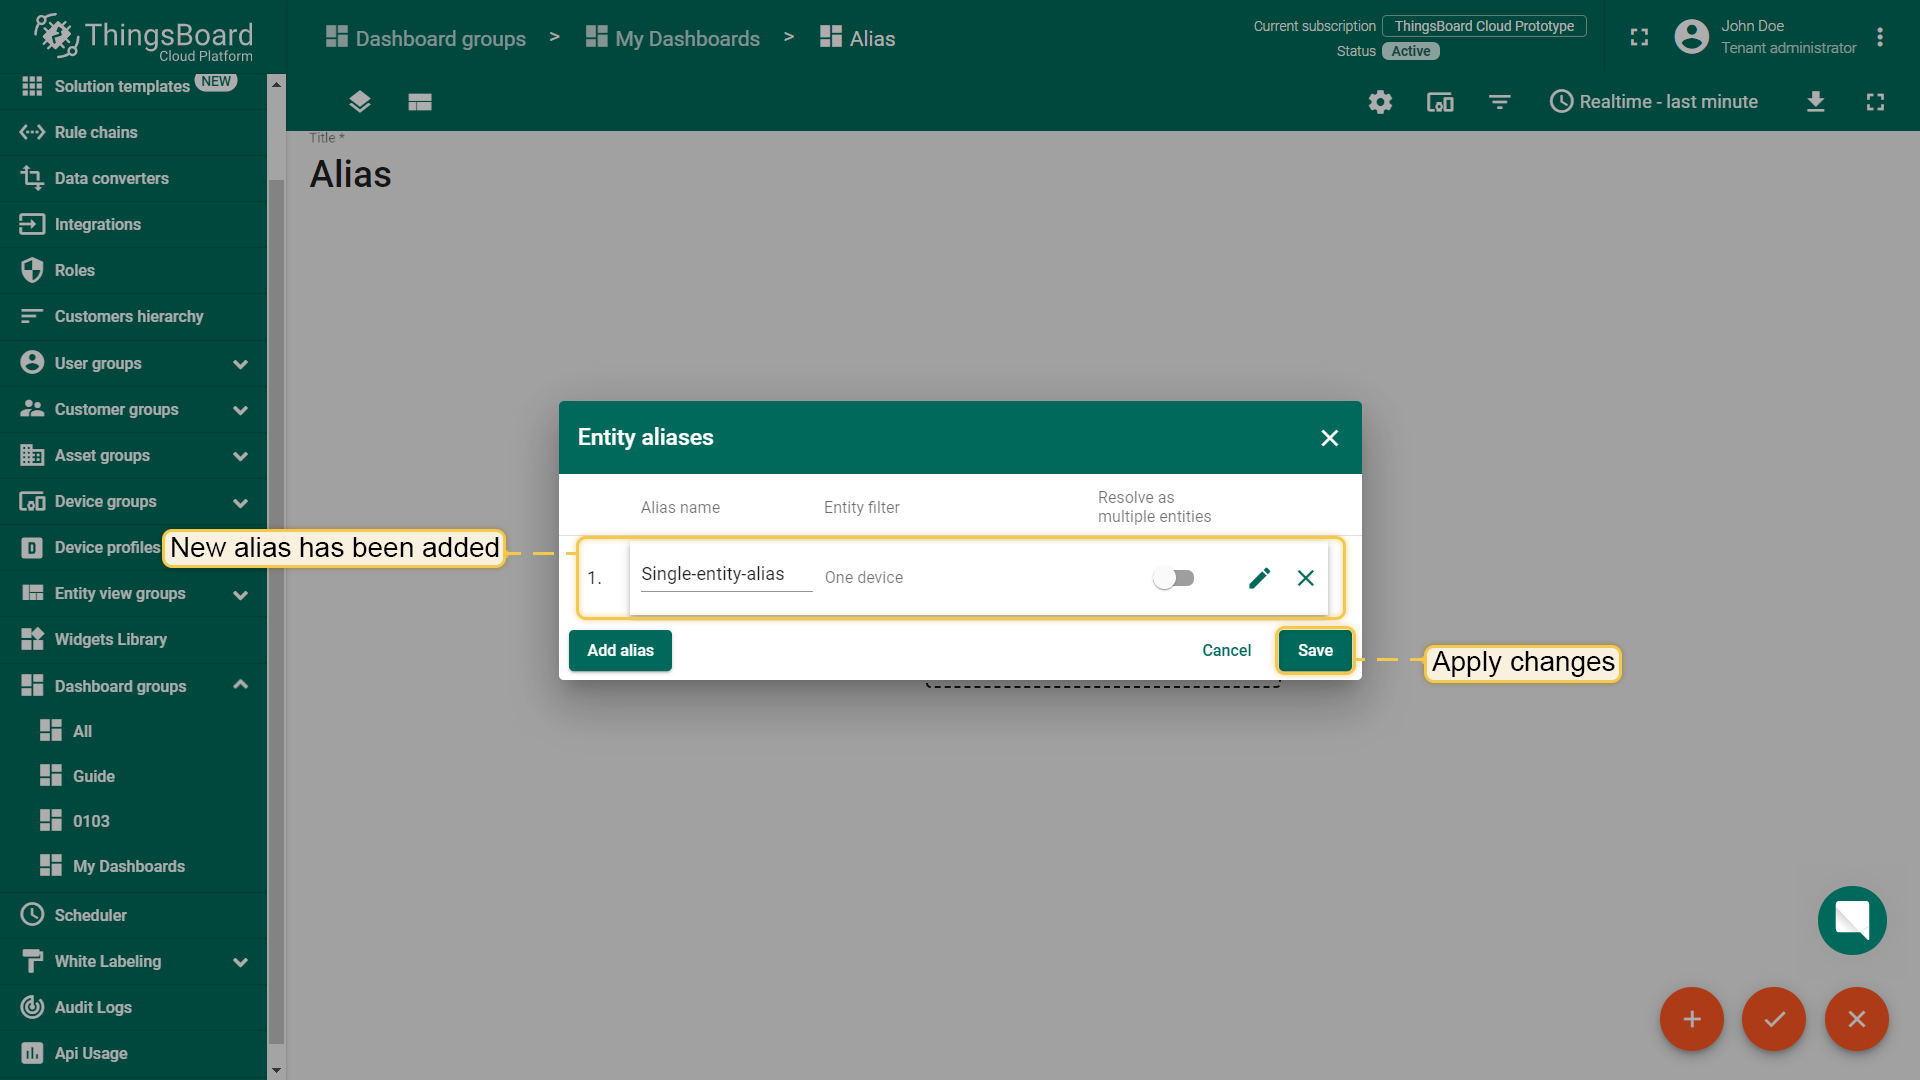 ThingsBoard
Cloud Platform
Dashboard groups > My Dashboards > Alias
Current subscription ThingsBoard Cloud Prototype
Status Active
John Doe
Tenant administrator
Realtime - last minute
Solution templates NEW
Rule chains
Data converters
Integrations
Roles
Customers hierarchy
User groups
Customer groups
Asset groups
Device groups
Device profiles
Entity view groups
Widgets Library
Dashboard groups
All
Guide
0103
My Dashboards
Scheduler
White Labeling
Audit Logs
Api Usage
Title *
Alias
Entity aliases
Alias name
Entity filter
Resolve as
multiple entities
New alias has been added
1. Single-entity-alias One device
Add alias
Cancel
Save
Apply changes